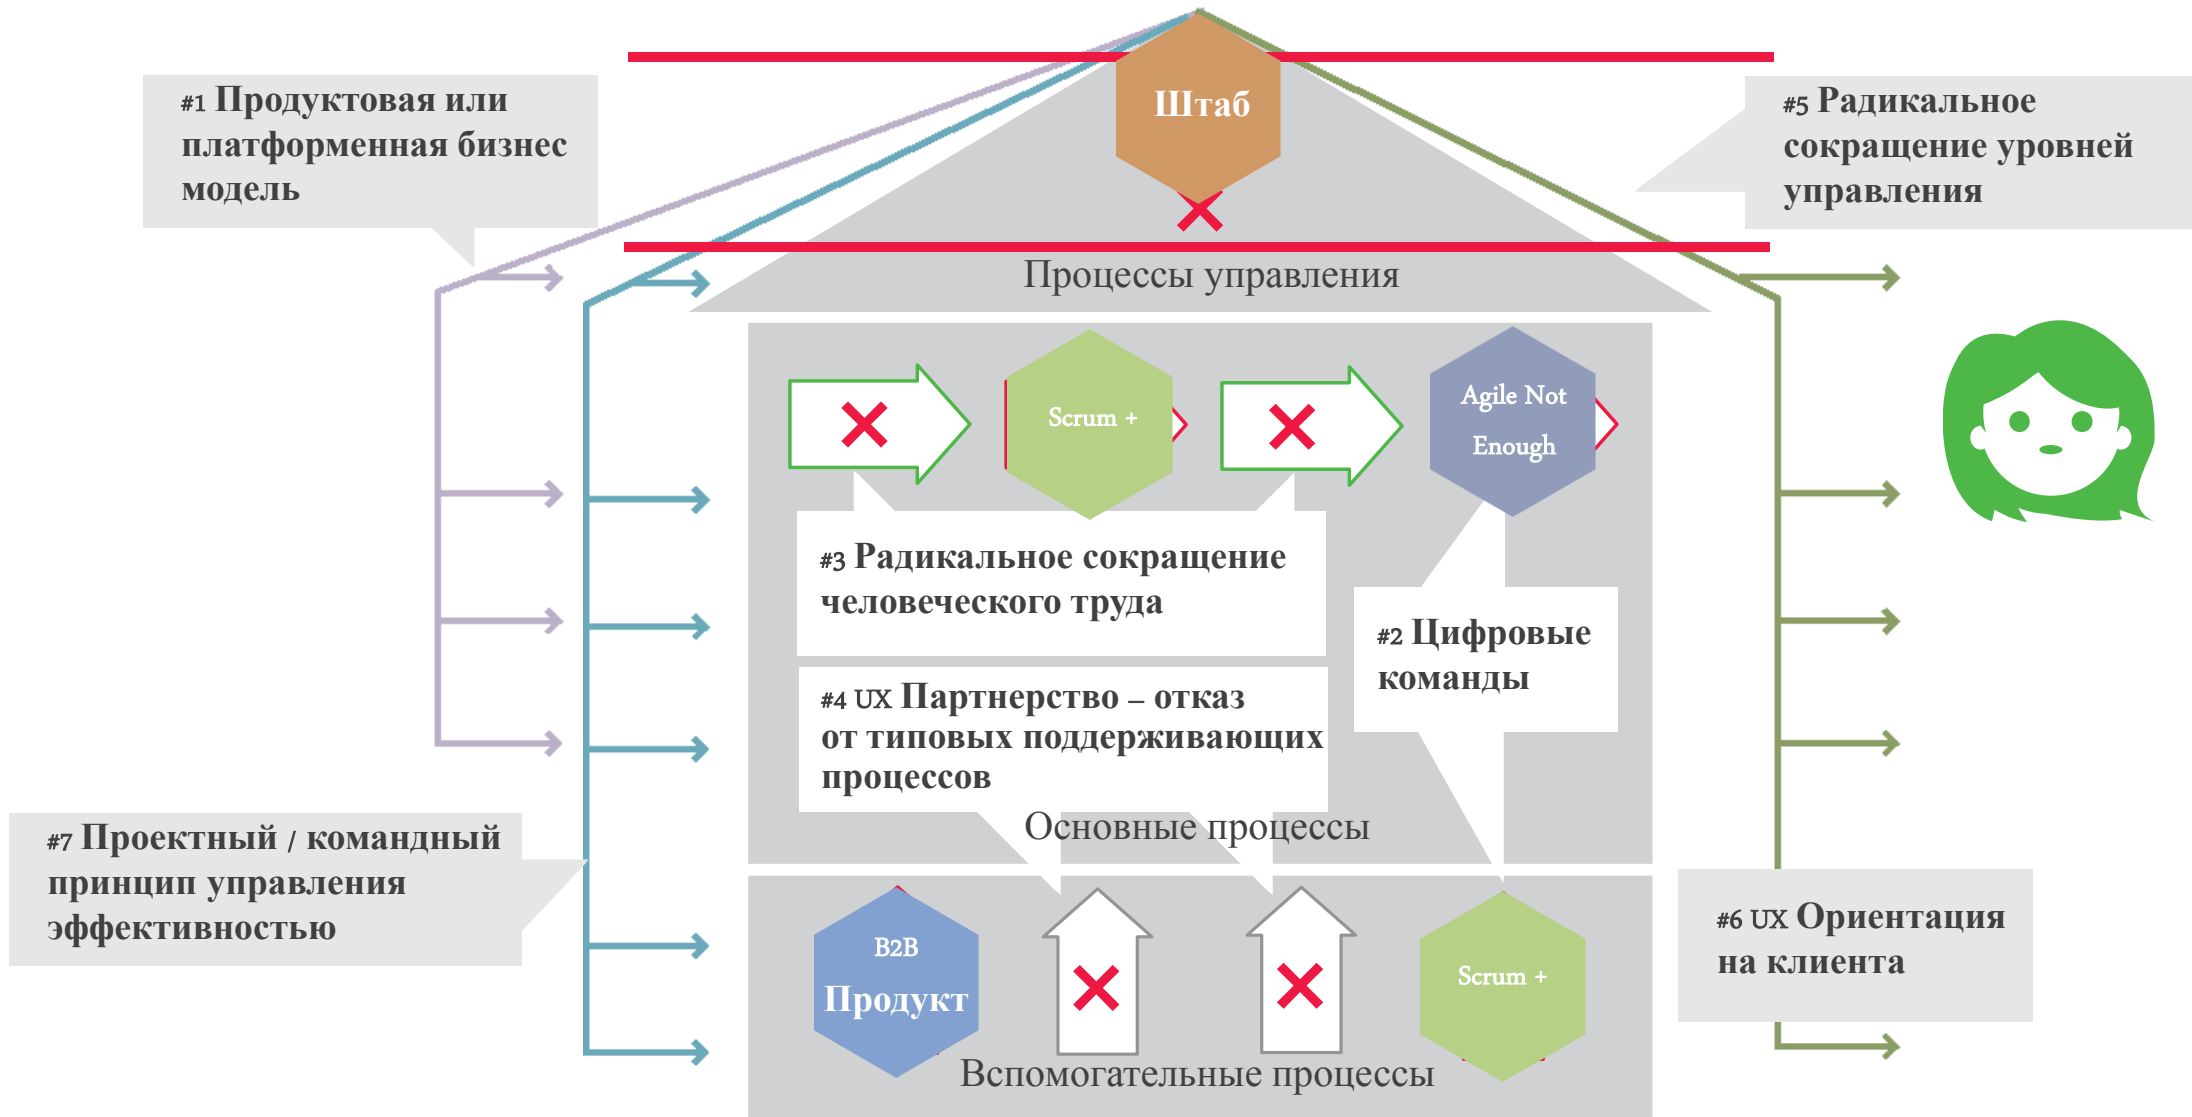 Штаб
#1 Продуктовая или
платформенная бизнес
модель
#5 Радикальное
сокращение уровней
управления
Процессы управления
Scrum +
Agile Not
Enough
#3 Радикальное сокращение
человеческого труда
#2 Цифровые
команды
#4 UX Партнерство – отказ
от типовых поддерживающих
процессов
Основные процессы
#7 Проектный / командный
принцип управления
эффективностью
#6 UX Ориентация
на клиента
B2B
Продукт
Scrum +
Вспомогательные процессы